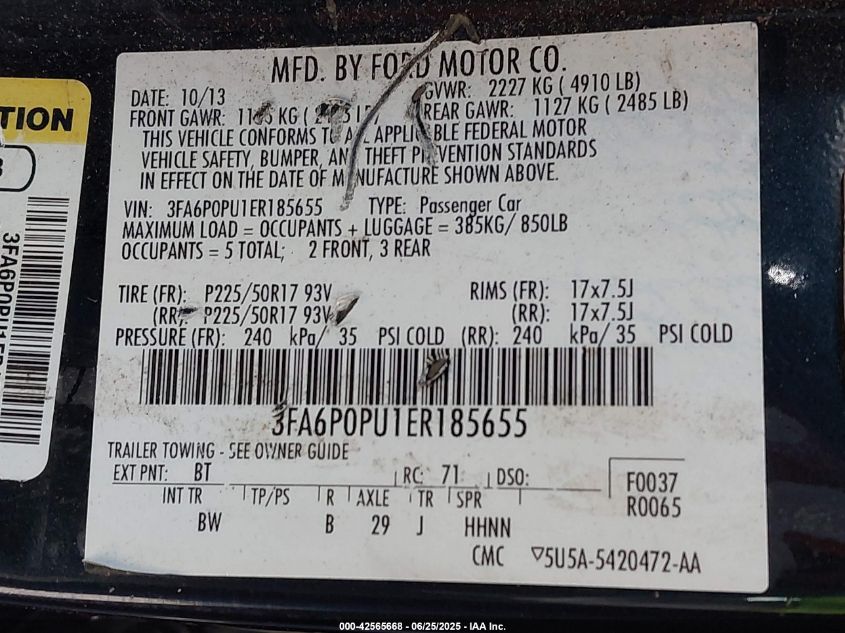 TION
3FA6P0PU1ER1
MFD. BY FORD MOTOR CO.
DATE: 10/13 GVWR: 2227 KG ( 4910 LB)
FRONT GAWR: KG ( LB) REAR GAWR: 1127 KG ( 2485 LB)
THIS VEHICLE CONFORMS TO ALL APPLICABLE FEDERAL MOTOR
VEHICLE SAFETY, BUMPER, AND THEFT PREVENTION STANDARDS
IN EFFECT ON THE DATE OF MANUFACTURE SHOWN ABOVE.
VIN: 3FA6P0PU1ER185655 TYPE: Passenger Car
MAXIMUM LOAD = OCCUPANTS + LUGGAGE = 385KG/ 850LB
OCCUPANTS = 5 TOTAL; 2 FRONT, 3 REAR
TIRE (FR): P225/50R17 93V RIMS (FR): 17x7.5J
(RR): P225/50R17 93V (RR): 17x7.5J
PRESSURE (FR): 240 kPa/ 35 PSI COLD (RR): 240 kPa/ 35 PSI COLD
3FA6P0PU1ER185655
TRAILER TOWING - SEE OWNER GUIDE
EXT PNT: BT RC: 71 DSO: F0037
INT TR TP/PS R AXLE TR SPR R0065
BW B 29 J HHNN
CMC ▽5U5A-5420472-AA
000-42565668 - 06/25/2025 - IAA Inc.